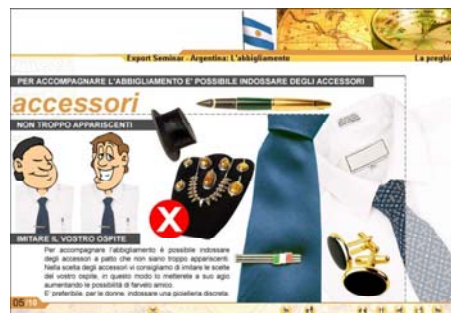 Export Seminar - Argentina: L'abbigliamento
La preghie
PER ACCOMPAGNARE L'ABBIGLIAMENTO E' POSSIBILE INDOSSARE DEGLI ACCESSORI
accessori
NON TROPPO APPARISCENTI
IMITARE IL VOSTRO OSPITE
Per accompagnare l'abbigliamento è possibile indossare
degli accessori a patto che non siano troppo appariscenti.
Nella scelta degli accessori vi consigliamo di imitare le scelte
del vostro ospite, in questo modo lo metterete a suo agio
aumentando le possibilità di farvelo amico.
E' preferibile, per le donne, indossare una gioielleria discreta.
05/10